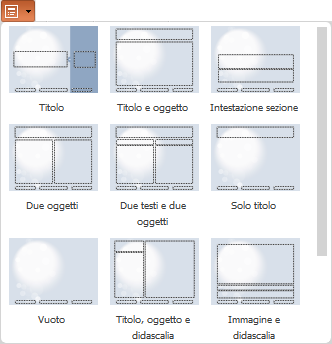 Titolo
Titolo e oggetto
Intestazione sezione
Due oggetti
Due testi e due
oggetti
Solo titolo
Vuoto
Titolo, oggetto e
didascalia
Immagine e
didascalia